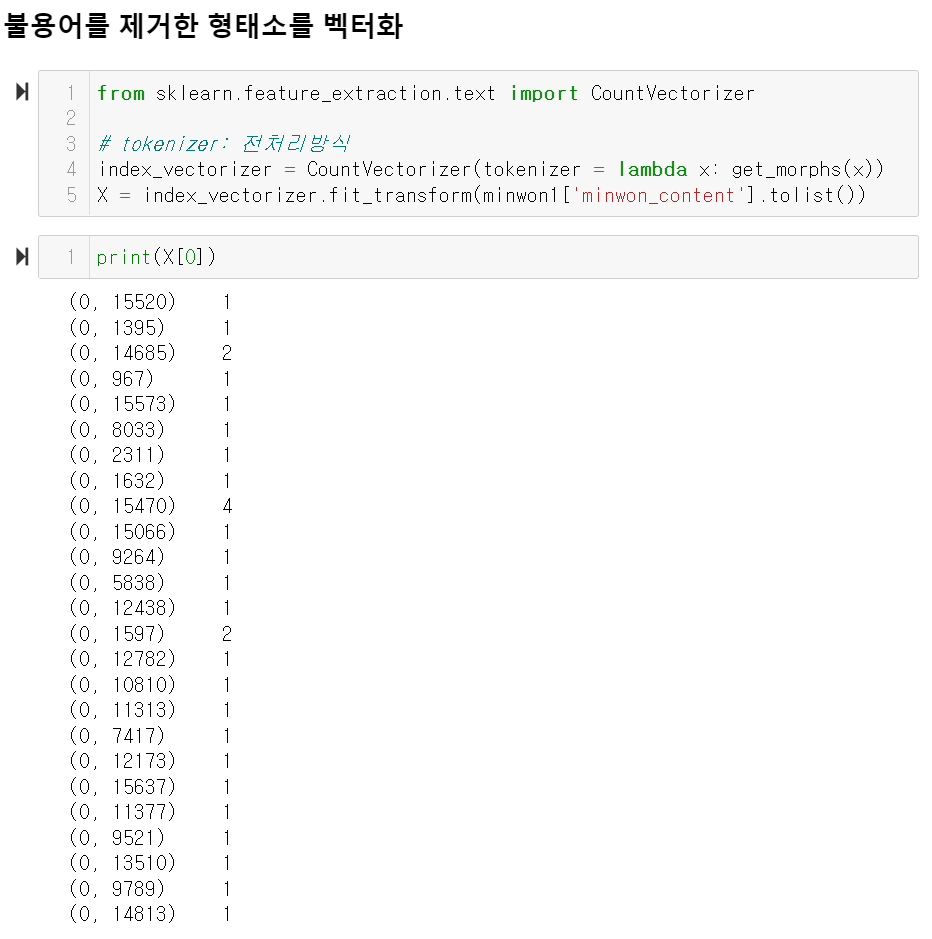 불용어를 제거한 형태소를 벡터화
1 from sklearn.feature_extraction.text import CountVectorizer
2
3 # tokenizer: 전처리방식
4 index_vectorizer = CountVectorizer(tokenizer = lambda x: get_morphs(x))
5 X = index_vectorizer.fit_transform(minwon1['minwon_content'].tolist())
1 print(X[0])
(0, 15520) 1
(0, 1395) 1
(0, 14685) 2
(0, 967) 1
(0, 15573) 1
(0, 8033) 1
(0, 2311) 1
(0, 1632) 1
(0, 15470) 4
(0, 15066) 1
(0, 9264) 1
(0, 5838) 1
(0, 12438) 1
(0, 1597) 2
(0, 12782) 1
(0, 10810) 1
(0, 11313) 1
(0, 7417) 1
(0, 12173) 1
(0, 15637) 1
(0, 11377) 1
(0, 9521) 1
(0, 13510) 1
(0, 9789) 1
(0, 14813) 1